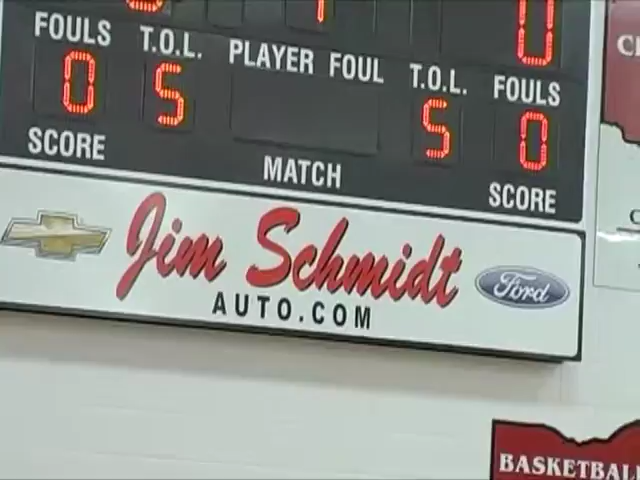 FOULS T.O.L. PLAYER FOUL T.O.L. FOULS
0 5 5 0
SCORE MATCH SCORE
Jim Schmidt
AUTO.COM
Ford
BASKETBALL